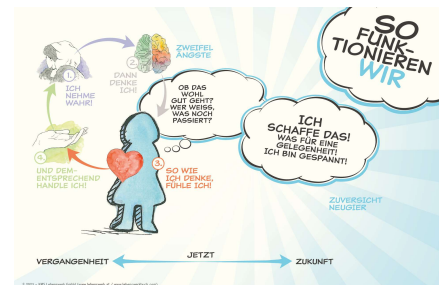 SO
FUNK-
TIONIEREN
WIR
1.
ICH
NEHME
WAHR!
2.
DANN
DENKE
ICH!
ZWEIFEL
ÄNGSTE
OB DAS
WOHL
GUT GEHT?
WER WEISS,
WAS NOCH
PASSIERT?
ICH
SCHAFFE DAS!
WAS FÜR EINE
GELEGENHEIT!
ICH BIN GESPANNT!
3.
SO WIE
ICH DENKE,
FÜHLE ICH!
4.
UND DEM-
ENTSPRECHEND
HANDLE ICH!
ZUVERSICHT
NEUGIER
VERGANGENHEIT
JETZT
ZUKUNFT